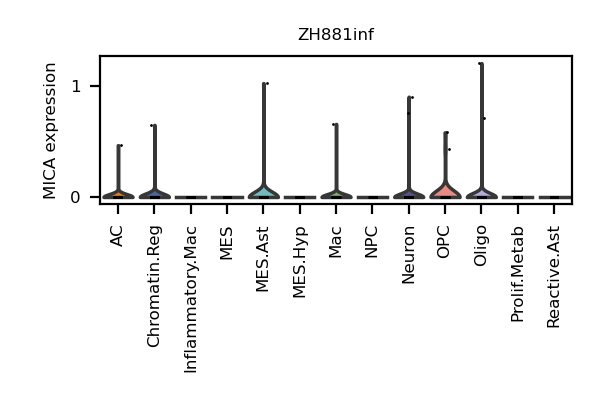 ZH881inf
MICA expression
1
0
AC
Chromatin.Reg
Inflammatory.Mac
MES
MES.Ast
MES.Hyp
Mac
NPC
Neuron
OPC
Oligo
Prolif.Metab
Reactive.Ast